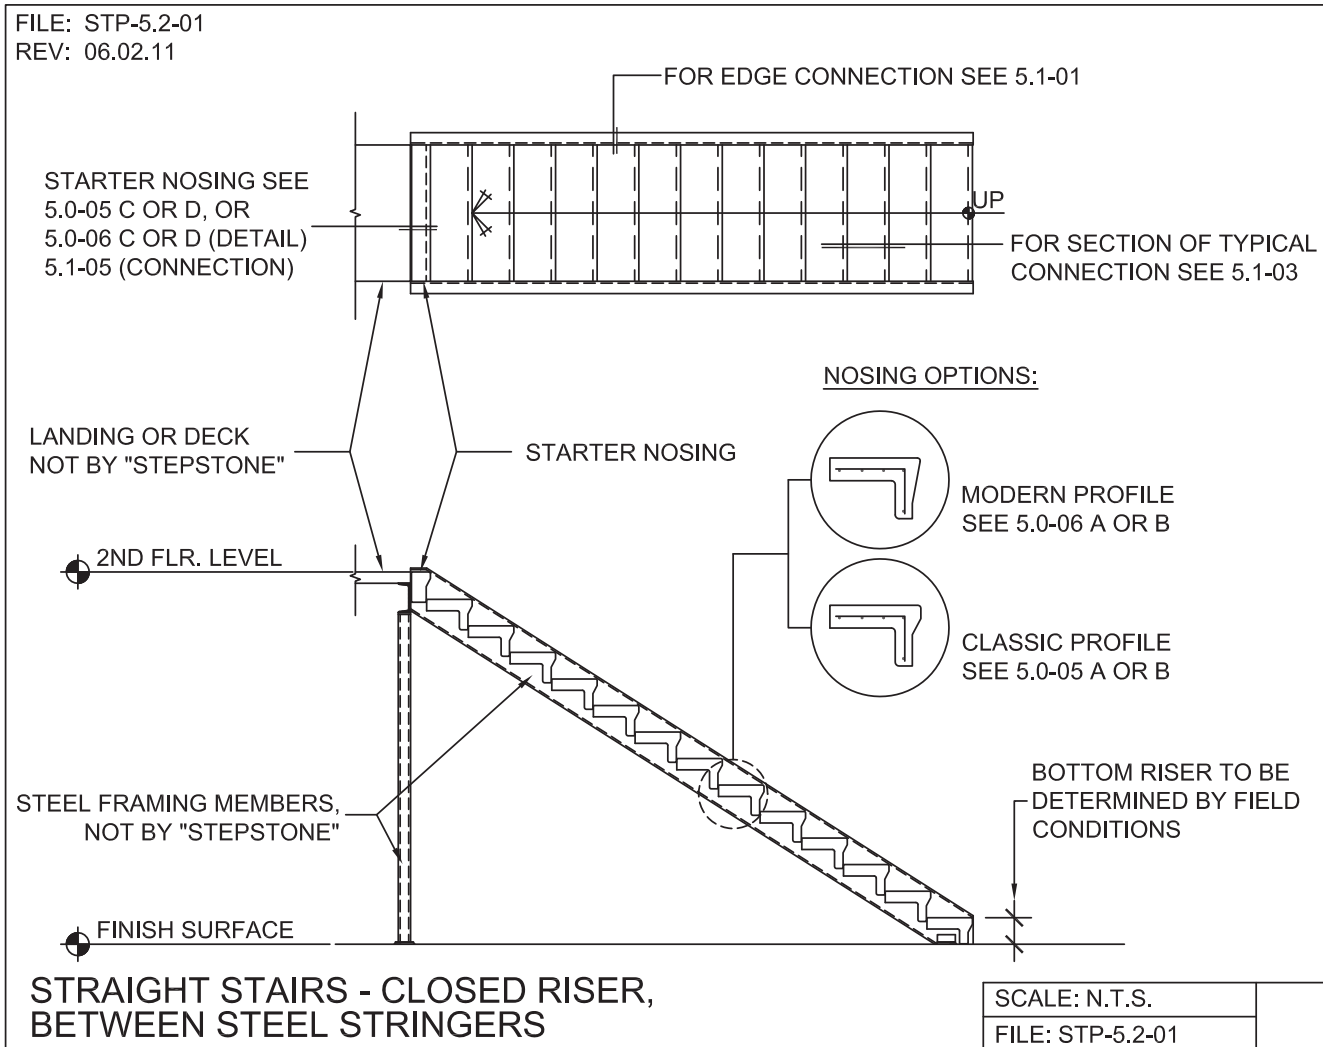 FILE: STP-5.2-01
REV: 06.02.11
FOR EDGE CONNECTION SEE 5.1-01
STARTER NOSING SEE
5.0-05 C OR D, OR
5.0-06 C OR D (DETAIL)
5.1-05 (CONNECTION)
UP
FOR SECTION OF TYPICAL
CONNECTION SEE 5.1-03
NOSING OPTIONS:
LANDING OR DECK
NOT BY "STEPSTONE"
STARTER NOSING
MODERN PROFILE
SEE 5.0-06 A OR B
2ND FLR. LEVEL
CLASSIC PROFILE
SEE 5.0-05 A OR B
STEEL FRAMING MEMBERS,
NOT BY "STEPSTONE"
BOTTOM RISER TO BE
DETERMINED BY FIELD
CONDITIONS
FINISH SURFACE
STRAIGHT STAIRS - CLOSED RISER,
BETWEEN STEEL STRINGERS
SCALE: N.T.S.
FILE: STP-5.2-01